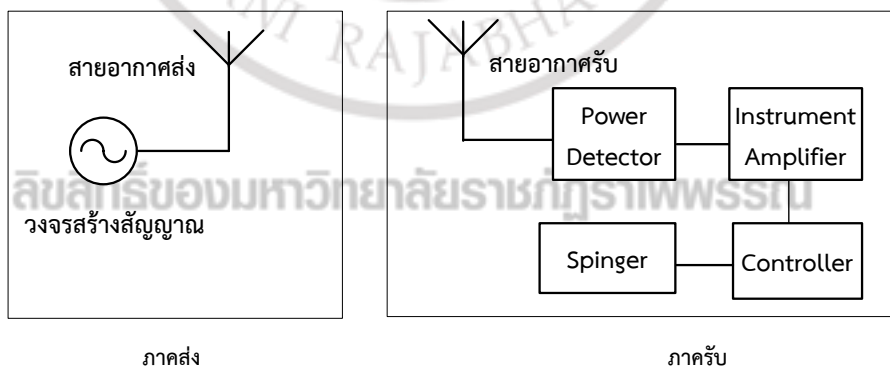 NI RAJABHA
สายอากาศส่ง
วงจรสร้างสัญญาณ
สายอากาศรับ
Power
Detector
Instrument
Amplifier
Spinger
Controller
ลิขสิทธิ์ของมหาวิทยาลัยราชภัฏรำไพพรรณี
ภาคส่ง
ภาครับ